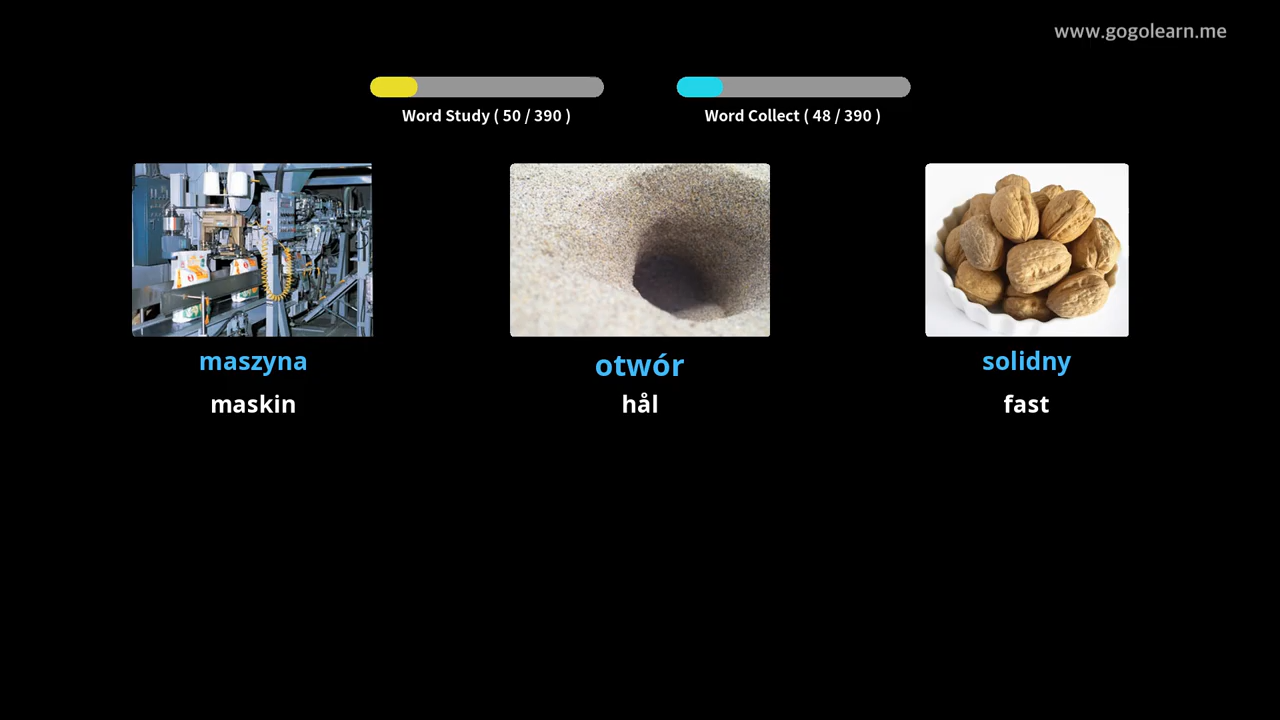 www.gogolearn.me
Word Study ( 50 / 390 )
Word Collect ( 48 / 390 )
maszyna
otwór
solidny
maskin
hål
fast